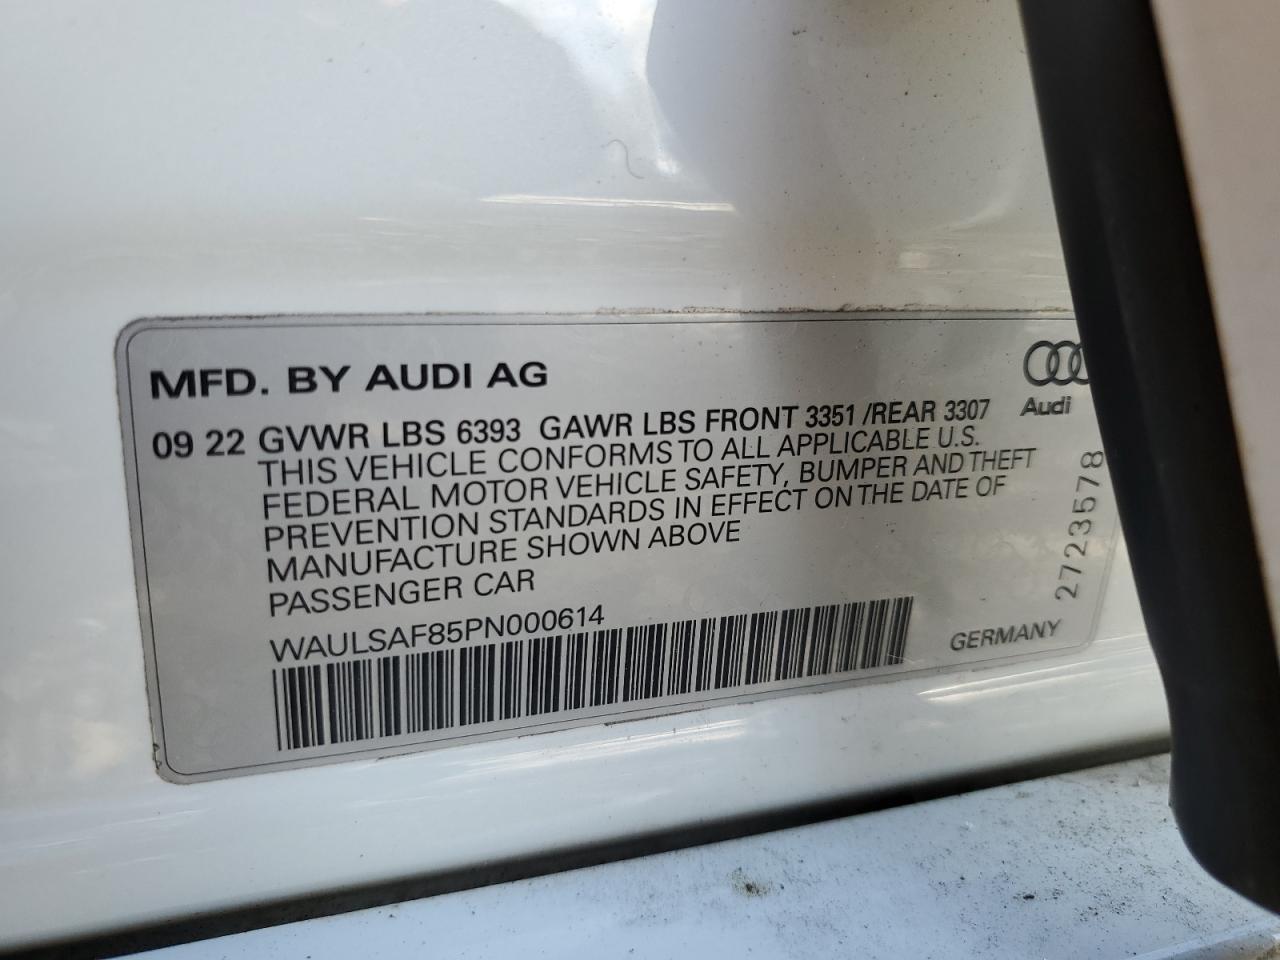 MFD. BY AUDI AG
Audi
09 22 GVWR LBS 6393 GAWR LBS FRONT 3351 /REAR 3307
THIS VEHICLE CONFORMS TO ALL APPLICABLE U.S.
FEDERAL MOTOR VEHICLE SAFETY, BUMPER AND THEFT
PREVENTION STANDARDS IN EFFECT ON THE DATE OF
MANUFACTURE SHOWN ABOVE
PASSENGER CAR
WAULSAF85PN000614
GERMANY
2723578